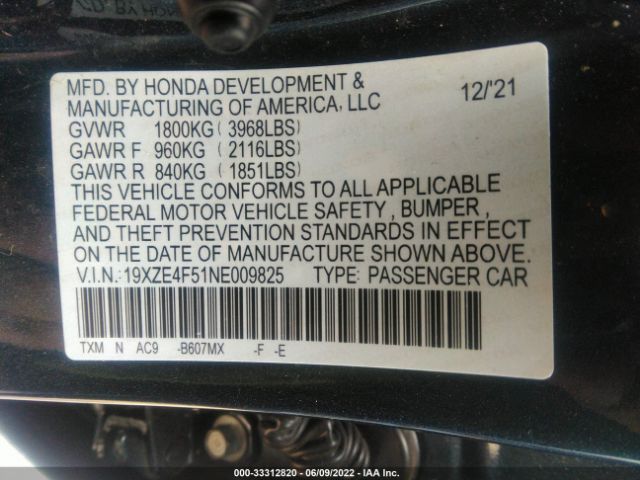 MFD. BY HONDA DEVELOPMENT &
MANUFACTURING OF AMERICA, LLC 12/'21
GVWR 1800KG ( 3968LBS)
GAWR F 960KG ( 2116LBS)
GAWR R 840KG ( 1851LBS)
THIS VEHICLE CONFORMS TO ALL APPLICABLE
FEDERAL MOTOR VEHICLE SAFETY , BUMPER ,
AND THEFT PREVENTION STANDARDS IN EFFECT
ON THE DATE OF MANUFACTURE SHOWN ABOVE.
V.I.N.:19XZE4F51NE009825 TYPE: PASSENGER CAR
TXM N AC9 -B607MX -F -E
000-33312820 - 06/09/2022 - IAA Inc.